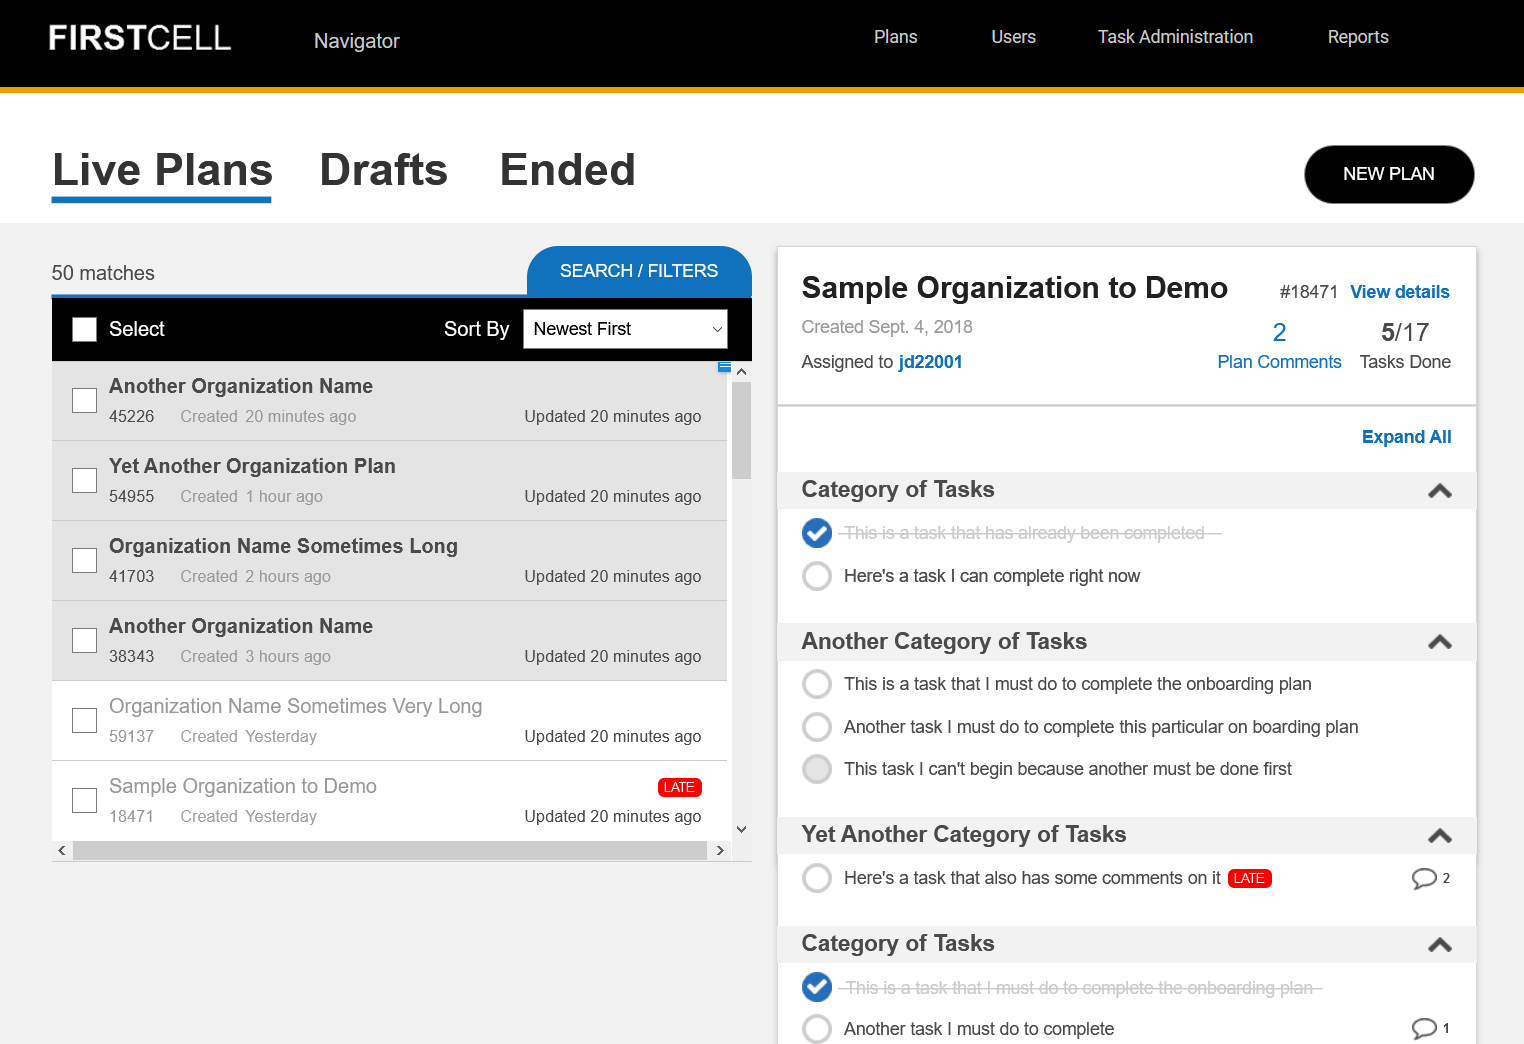 FIRSTCELL
Navigator
Plans
Users
Task Administration
Reports
Live Plans
Drafts
Ended
NEW PLAN
50 matches
SEARCH / FILTERS
Select
Sort By
Newest First
Another Organization Name
45226 Created 20 minutes ago Updated 20 minutes ago
Yet Another Organization Plan
54955 Created 1 hour ago Updated 20 minutes ago
Organization Name Sometimes Long
41703 Created 2 hours ago Updated 20 minutes ago
Another Organization Name
38343 Created 3 hours ago Updated 20 minutes ago
Organization Name Sometimes Very Long
59137 Created Yesterday Updated 20 minutes ago
Sample Organization to Demo LATE
18471 Created Yesterday Updated 20 minutes ago
Sample Organization to Demo #18471 View details
Created Sept. 4, 2018 2 5/17
Assigned to jd22001 Plan Comments Tasks Done
Expand All
Category of Tasks
This is a task that has already been completed
Here's a task I can complete right now
Another Category of Tasks
This is a task that I must do to complete the onboarding plan
Another task I must do to complete this particular on boarding plan
This task I can't begin because another must be done first
Yet Another Category of Tasks
Here's a task that also has some comments on it LATE 2
Category of Tasks
This is a task that I must do to complete the onboarding plan
Another task I must do to complete 1